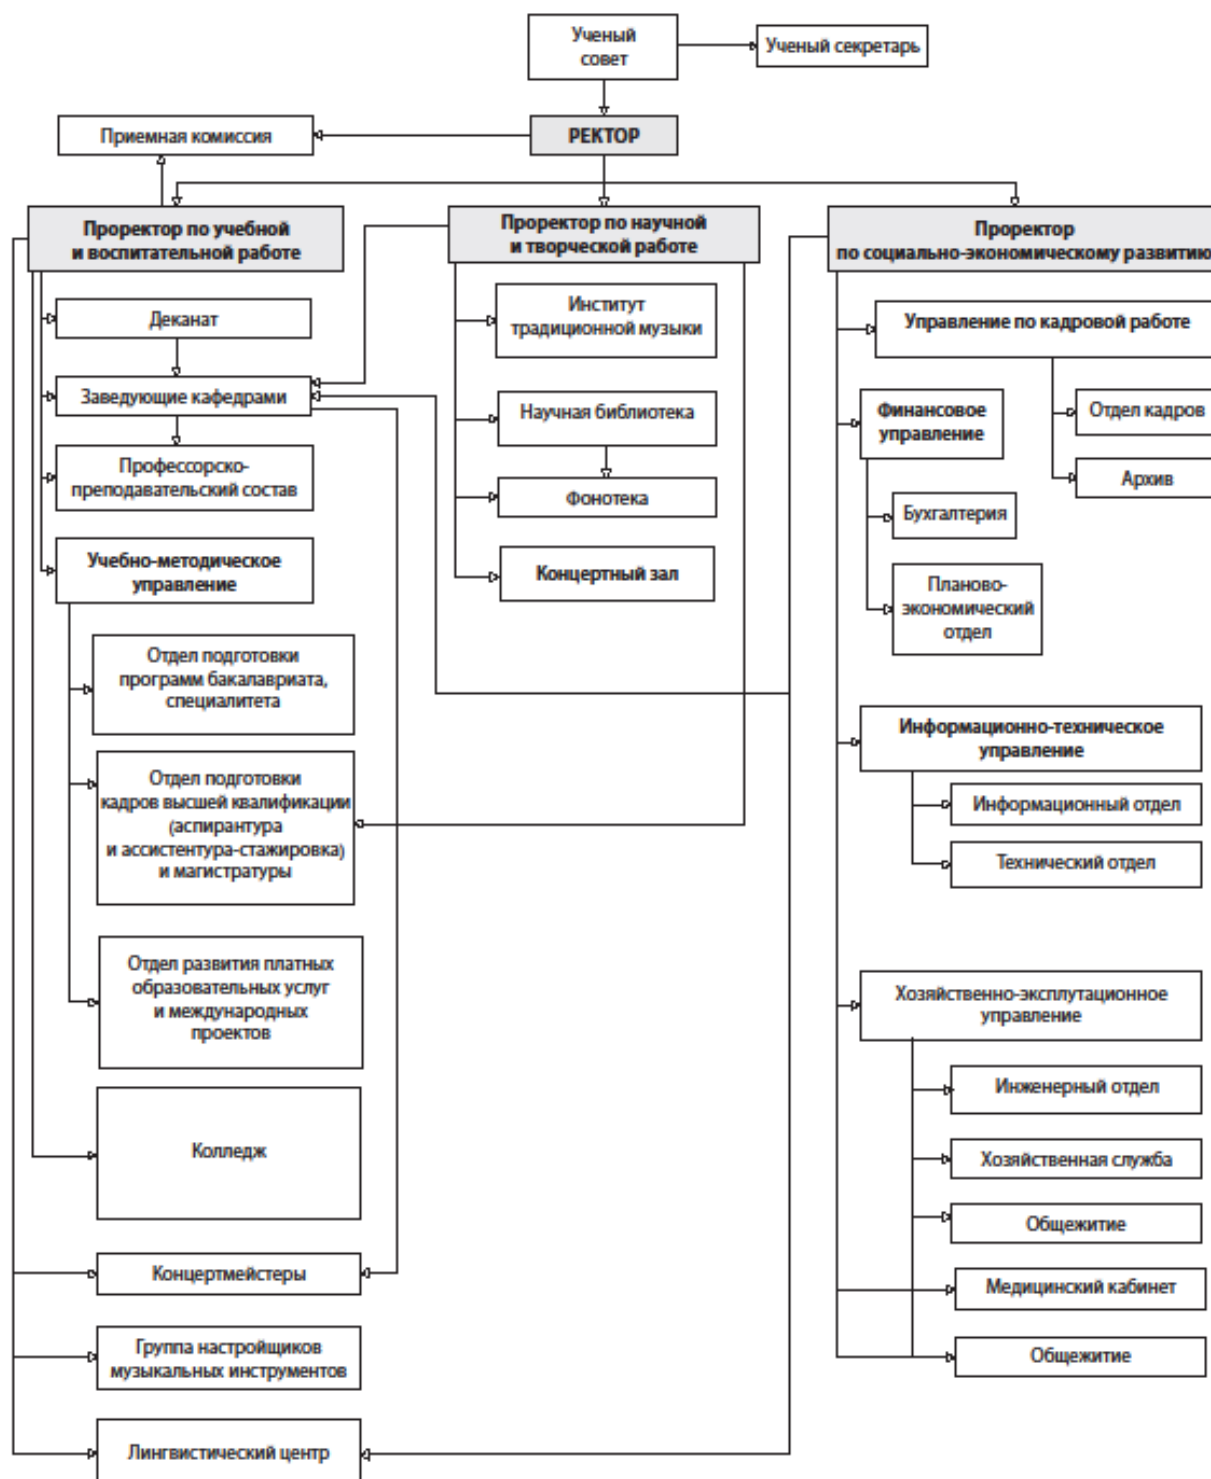 Ученый
совет
Ученый секретарь
Приемная комиссия
РЕКТОР
Проректор по учебной
и воспитательной работе
Проректор по научной
и творческой работе
Проректор
по социально-экономическому развитию
Деканат
Заведующие кафедрами
Профессорско-
преподавательский состав
Учебно-методическое
управление
Отдел подготовки
программ бакалавриата,
специалитета
Отдел подготовки
кадров высшей квалификации
(аспирантура
и ассистентура-стажировка)
и магистратуры
Отдел развития платных
образовательных услуг
и международных
проектов
Колледж
Концертмейстеры
Группа настройщиков
музыкальных инструментов
Лингвистический центр
Институт
традиционной музыки
Научная библиотека
Фонотека
Концертный зал
Управление по кадровой работе
Отдел кадров
Архив
Финансовое
управление
Бухгалтерия
Планово-
экономический
отдел
Информационно-техническое
управление
Информационный отдел
Технический отдел
Хозяйственно-эксплутационное
управление
Инженерный отдел
Хозяйственная служба
Общежитие
Медицинский кабинет
Общежитие